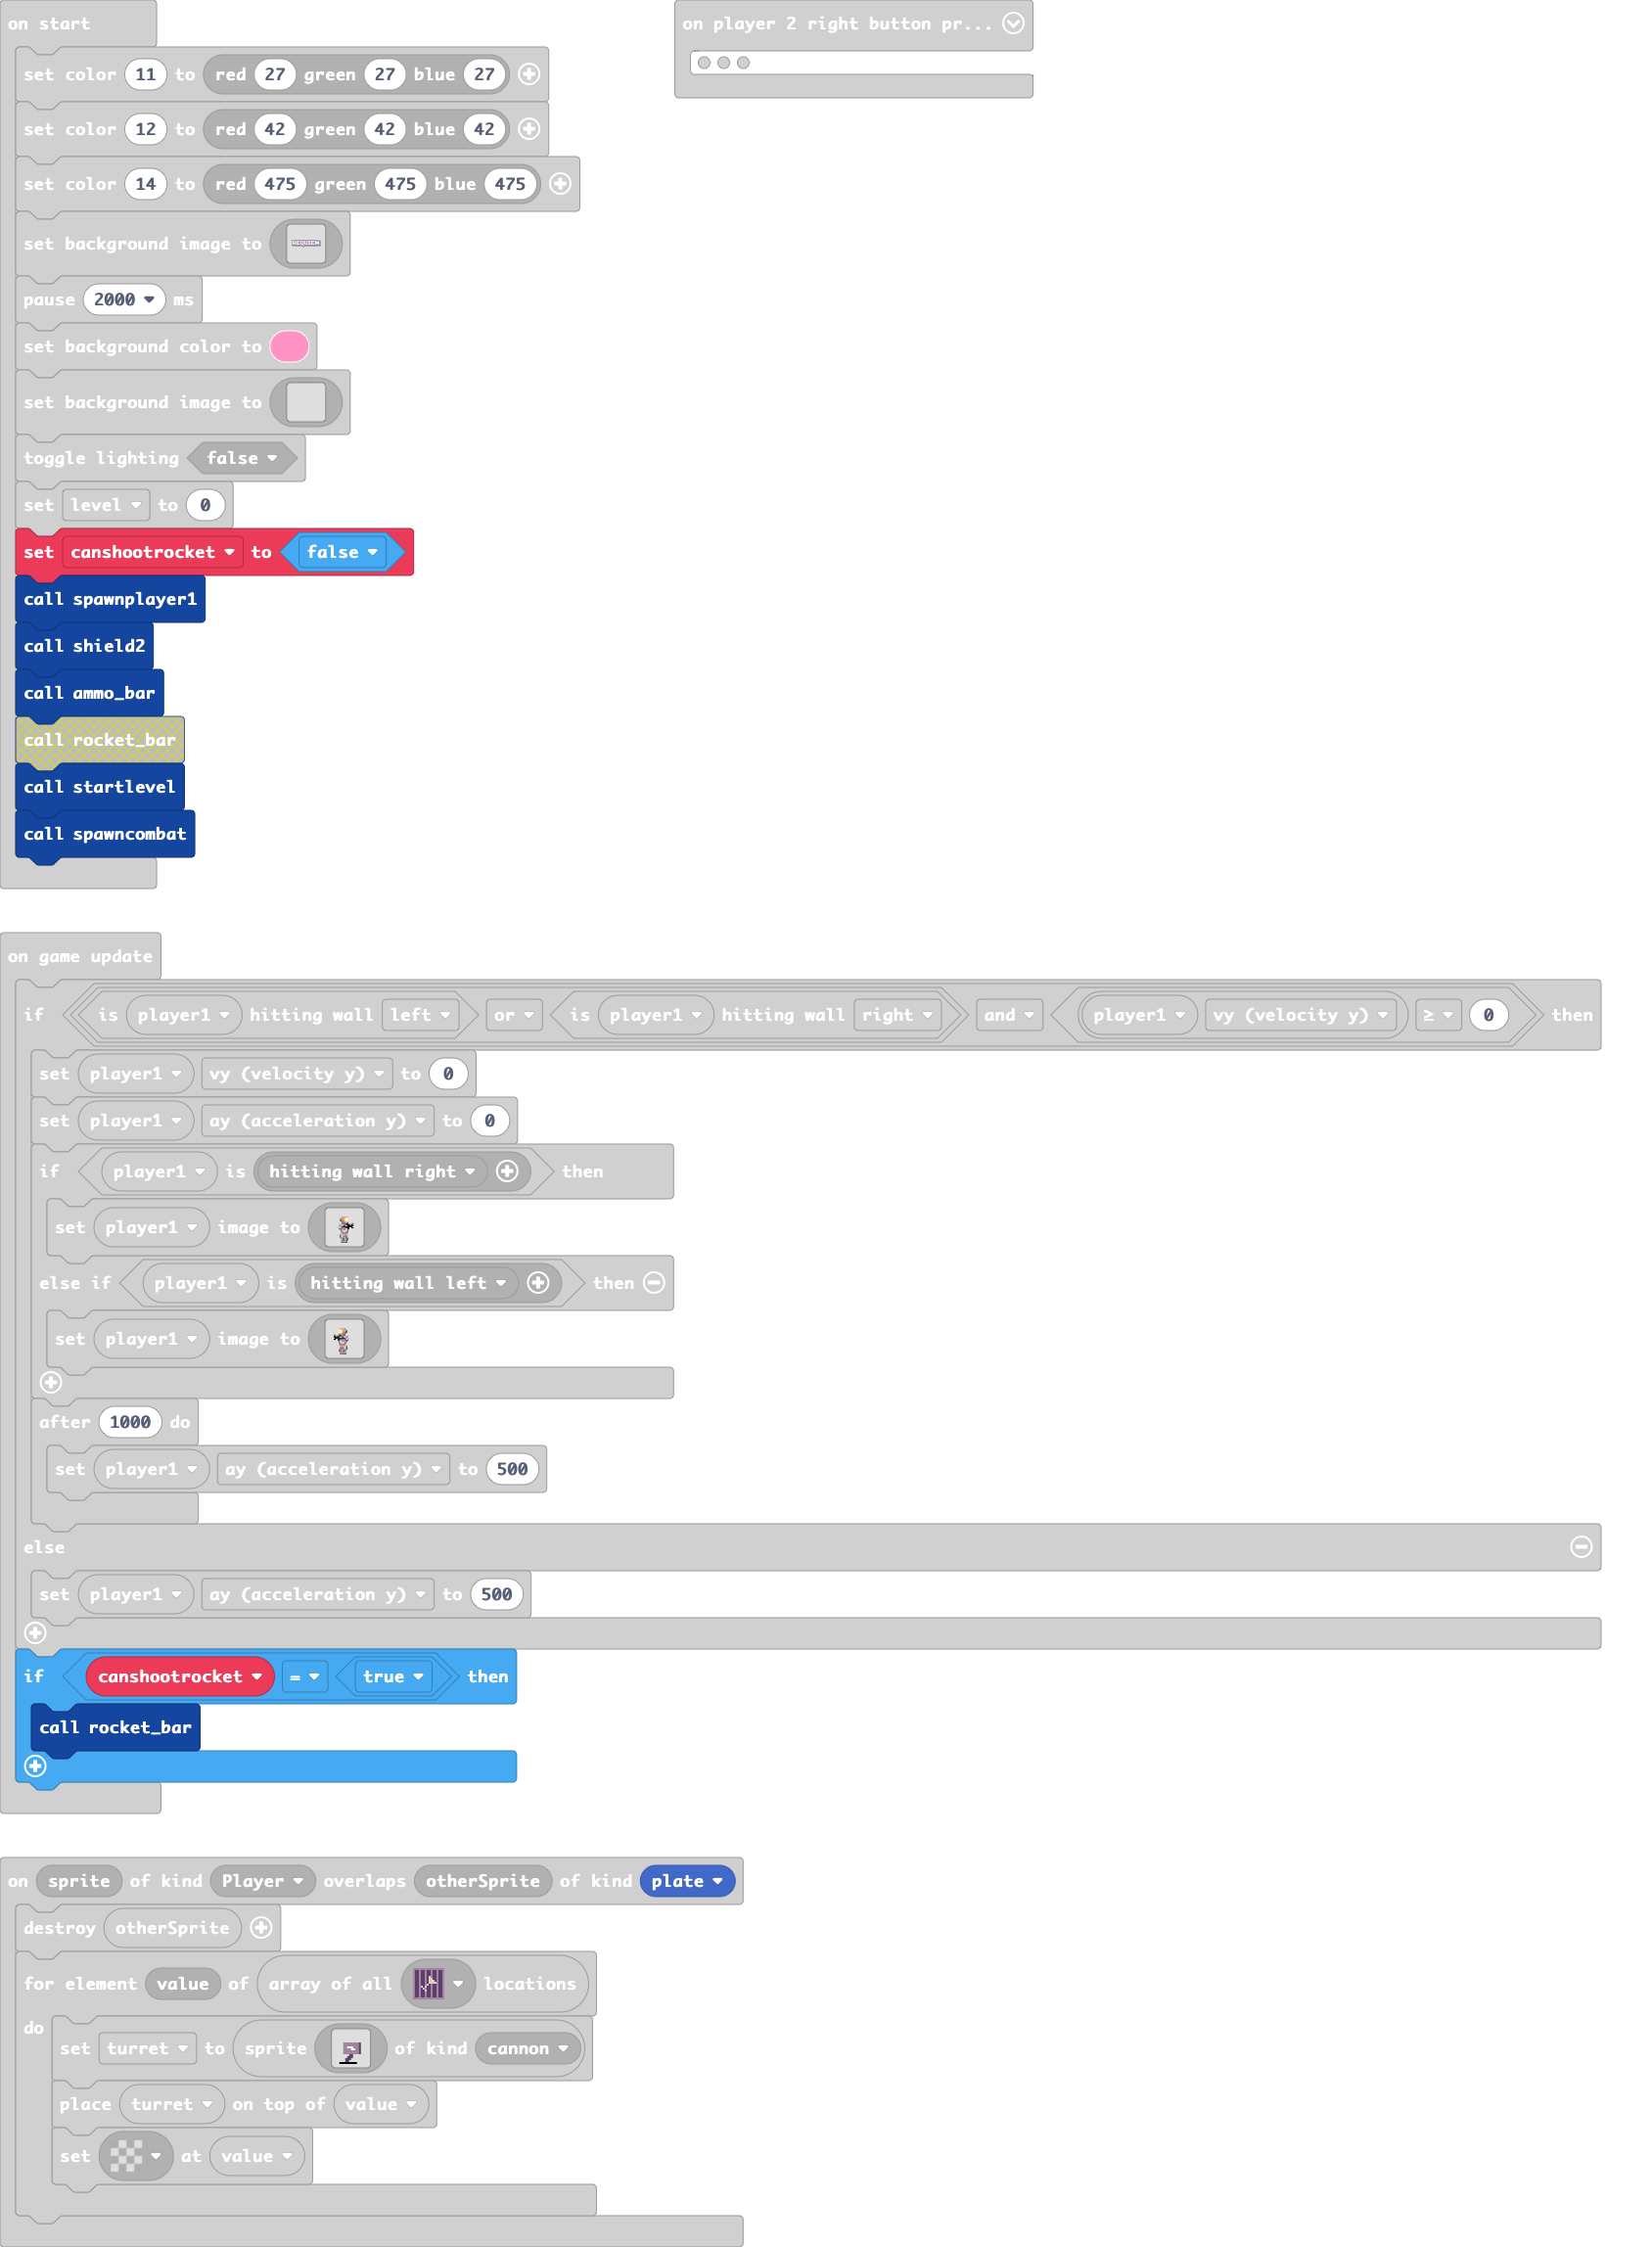 on start
set color 11 to red 27 green 27 blue 27
set color 12 to red 42 green 42 blue 42
set color 14 to red 475 green 475 blue 475
set background image to REQUIEM
pause 2000 ms
set background color to
set background image to
toggle lighting false
set level to 0
set canshootrocket to false
call spawnplayer1
call shield2
call ammo_bar
call rocket_bar
call startlevel
call spawncombat
on player 2 right button pr...
on game update
if is player1 hitting wall left or is player1 hitting wall right and player1 vy (velocity y) ≥ 0 then
set player1 vy (velocity y) to 0
set player1 ay (acceleration y) to 0
if player1 is hitting wall right then
set player1 image to
else if player1 is hitting wall left then
set player1 image to
after 1000 do
set player1 ay (acceleration y) to 500
else
set player1 ay (acceleration y) to 500
if canshootrocket = true then
call rocket_bar
on sprite of kind Player overlaps otherSprite of kind plate
destroy otherSprite
for element value of array of all locations
do
set turret to sprite of kind cannon
place turret on top of value
set at value